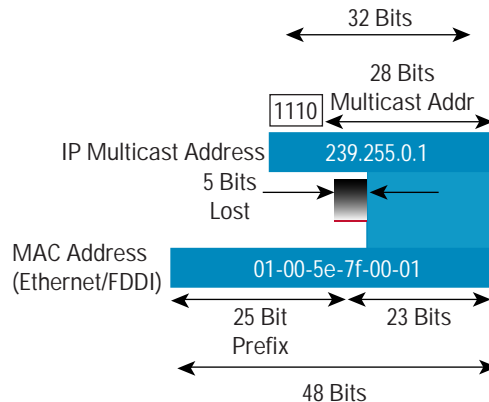 32 Bits
28 Bits
1110
Multicast Addr
IP Multicast Address
239.255.0.1
5 Bits
Lost
MAC Address
(Ethernet/FDDI)
01-00-5e-7f-00-01
25 Bit
Prefix
23 Bits
48 Bits